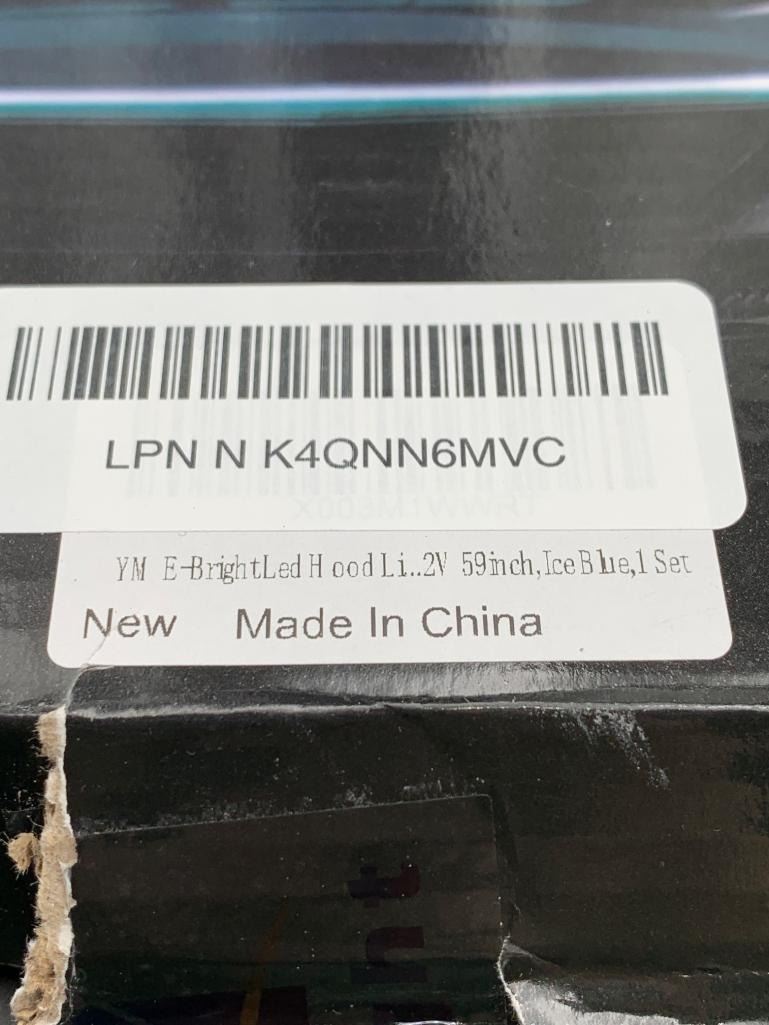 LPN N K4QNN6MVC
YM E-BrightLed Hood Li..2V 59inch,Ice Blue,1 Set
New Made In China